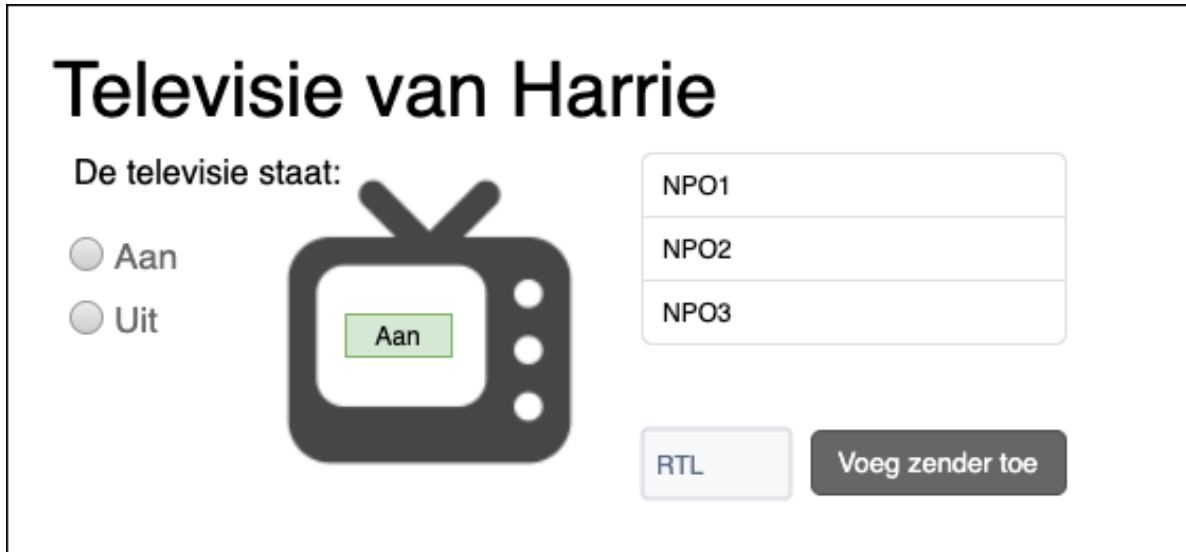 Televisie van Harrie
De televisie staat:
Aan
Uit
Aan
NPO1
NPO2
NPO3
RTL
Voeg zender toe